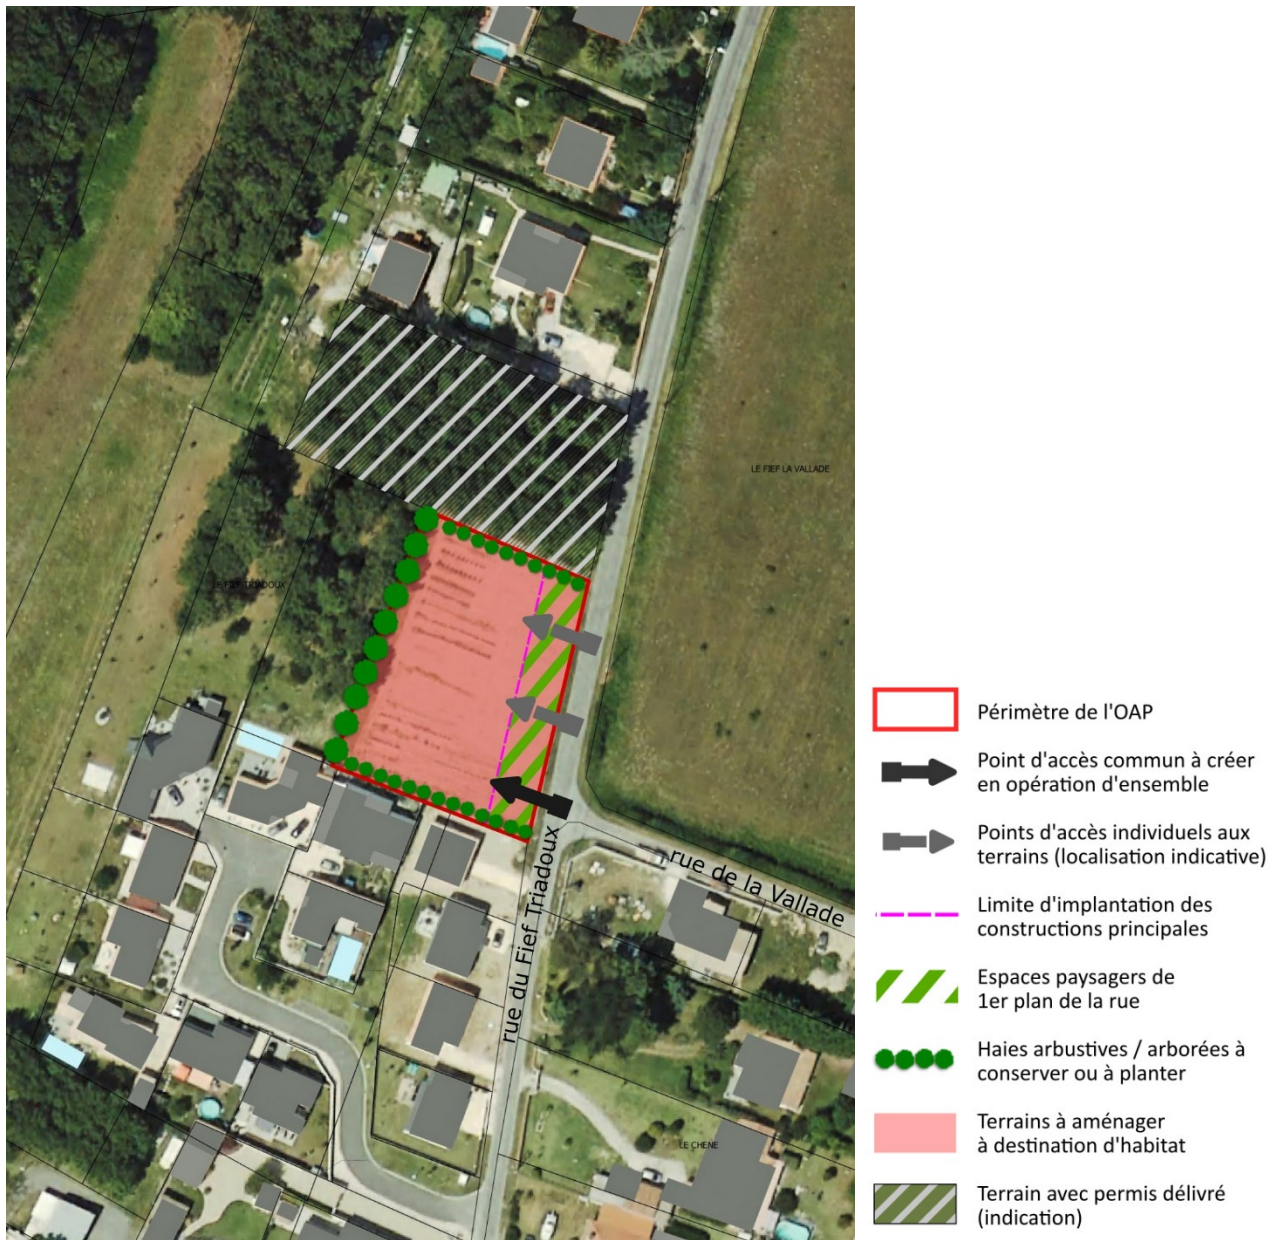 LE FIEF LA VALLADE
LE FIEF TRIADOUX
rue de la Vallade
rue du Fief Triadoux
LE CHENE
Périmètre de l'OAP
Point d'accès commun à créer
en opération d'ensemble
Points d'accès individuels aux
terrains (localisation indicative)
Limite d'implantation des
constructions principales
Espaces paysagers de
1er plan de la rue
Haies arbustives / arborées à
conserver ou à planter
Terrains à aménager
à destination d'habitat
Terrain avec permis délivré
(indication)